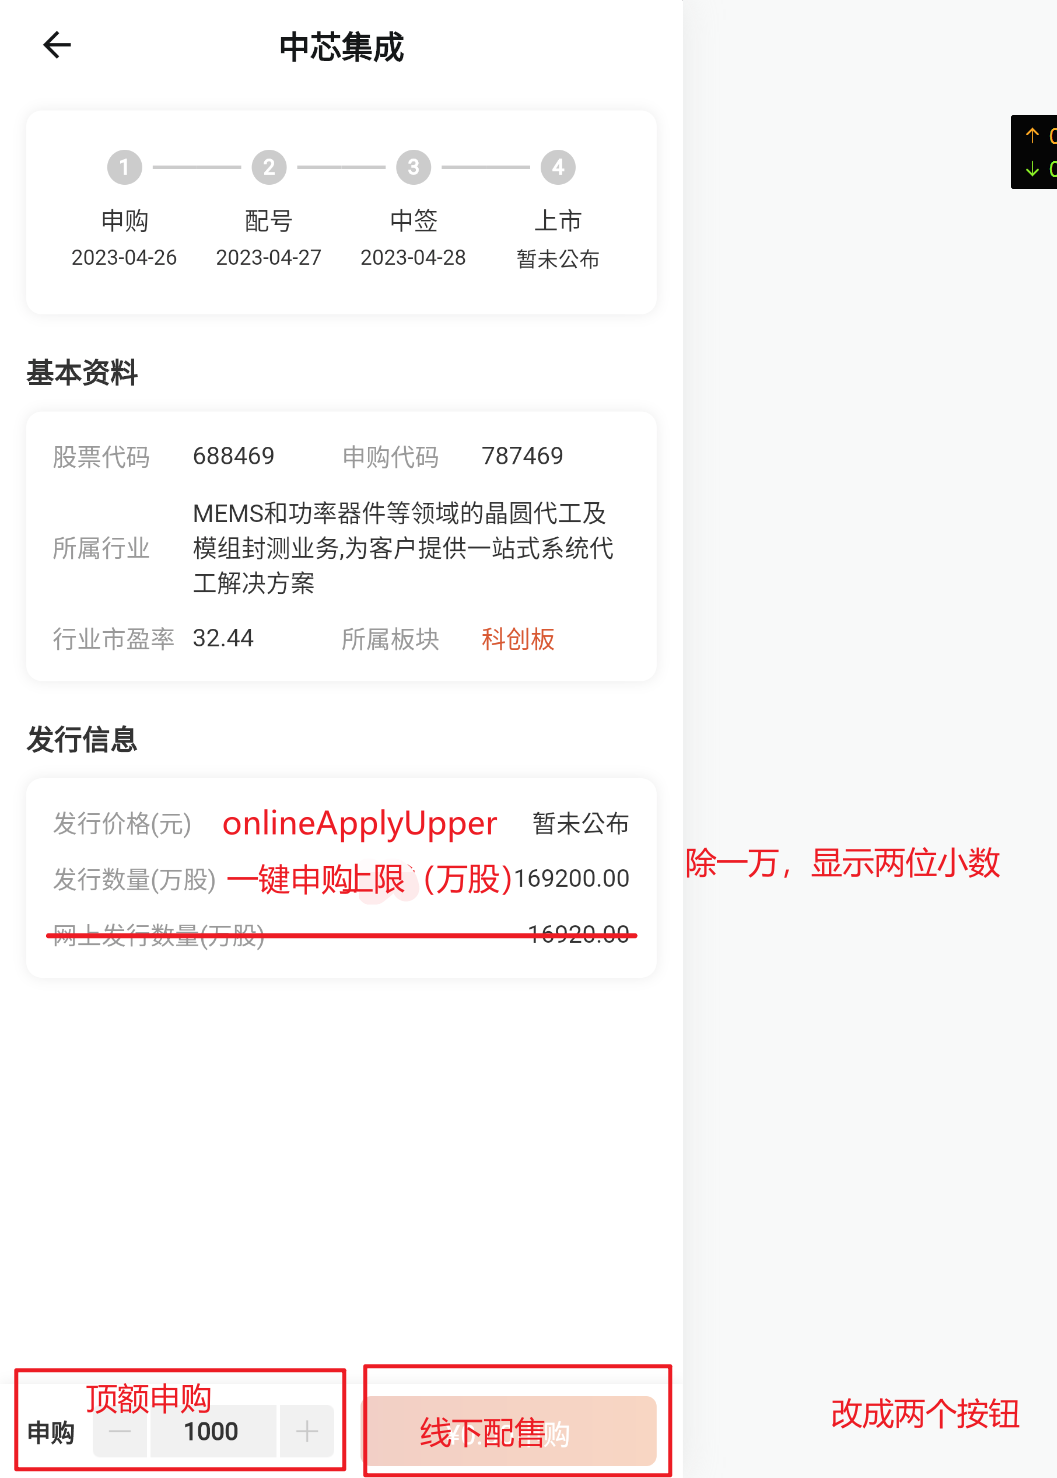 中芯集成
1 2 3 4
申购 配号 中签 上市
2023-04-26 2023-04-27 2023-04-28 暂未公布
基本资料
股票代码 688469 申购代码 787469
所属行业 MEMS和功率器件等领域的晶圆代工及
模组封测业务,为客户提供一站式系统代
工解决方案
行业市盈率 32.44 所属板块 科创板
发行信息
发行价格(元) onlineApplyUpper 暂未公布
发行数量(万股) 一键申购上限（万股) 169200.00 除一万，显示两位小数
网上发行数量(万股) 16920.00
顶额申购
申购 1000 线下配售 购 改成两个按钮